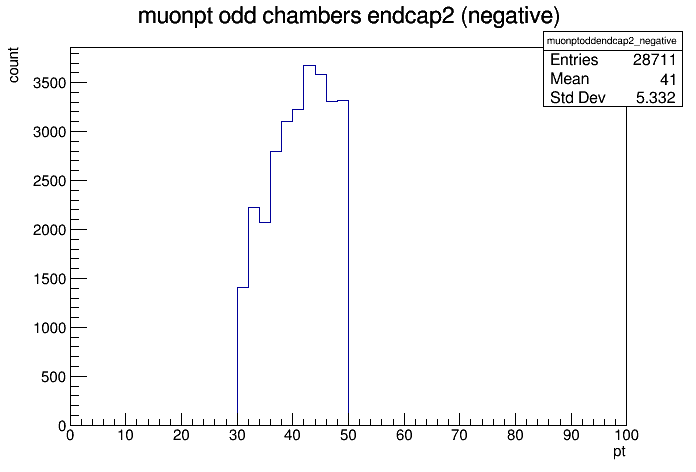 muonpt odd chambers endcap2 (negative)
muonptoddendcap2_negative
Entries 28711
Mean 41
Std Dev 5.332
count
3500
3000
2500
2000
1500
1000
500
0
0 10 20 30 40 50 60 70 80 90 100
pt